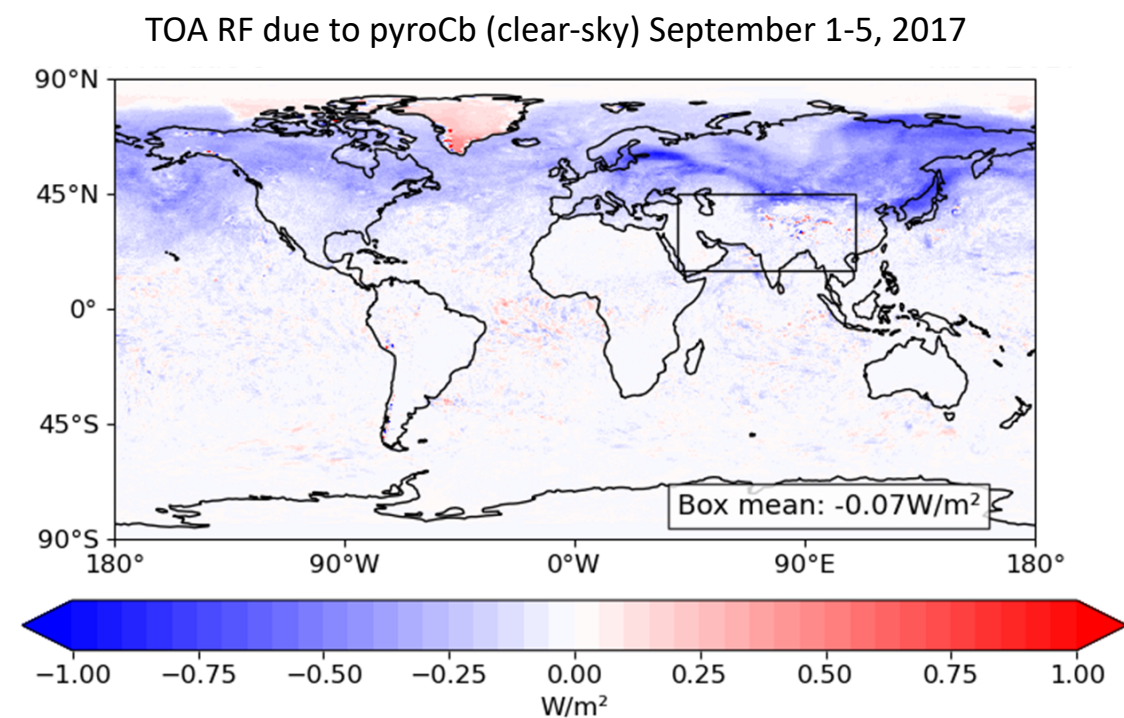 TOA RF due to pyroCb (clear-sky) September 1-5, 2017
90°N
45°N
0°
45°S
90°S
Box mean: -0.07W/m²
180° 90°W 0°W 90°E 180°
−1.00 −0.75 −0.50 −0.25 0.00 0.25 0.50 0.75 1.00
W/m²